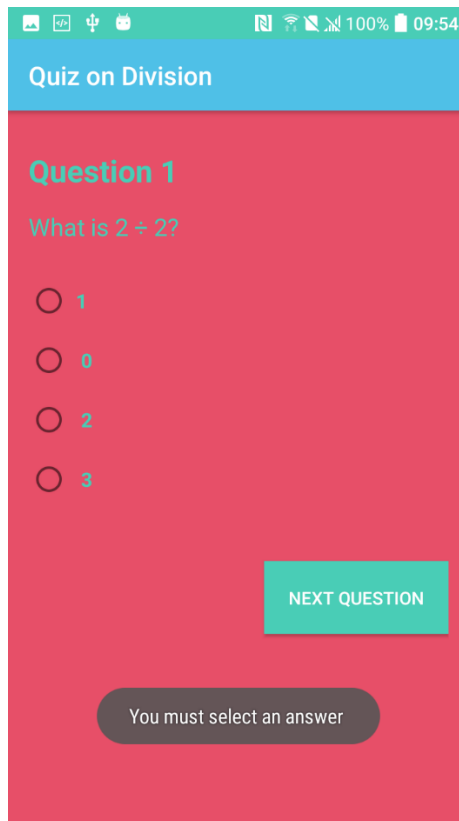 100% 09:54
Quiz on Division
Question 1
What is 2 ÷ 2?
1
0
2
3
NEXT QUESTION
You must select an answer